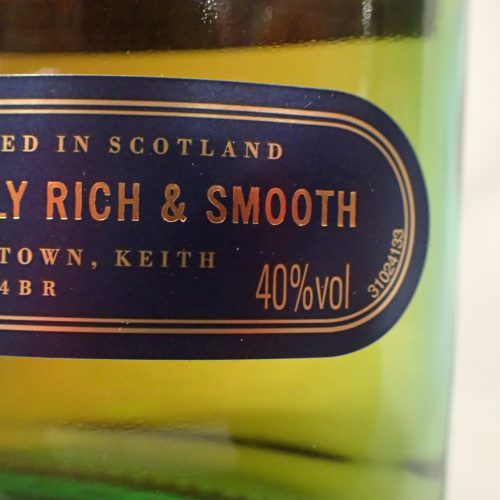 ED IN SCOTLAND
LY RICH & SMOOTH
TOWN, KEITH
4BR
40%vol
31024133